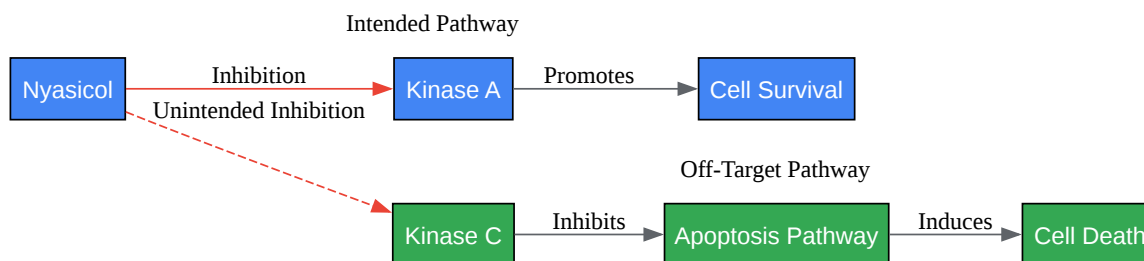 Intended Pathway
Nyasicol
Inhibition
Kinase A
Promotes
Cell Survival
Unintended Inhibition
Off-Target Pathway
Kinase C
Inhibits
Apoptosis Pathway
Induces
Cell Death